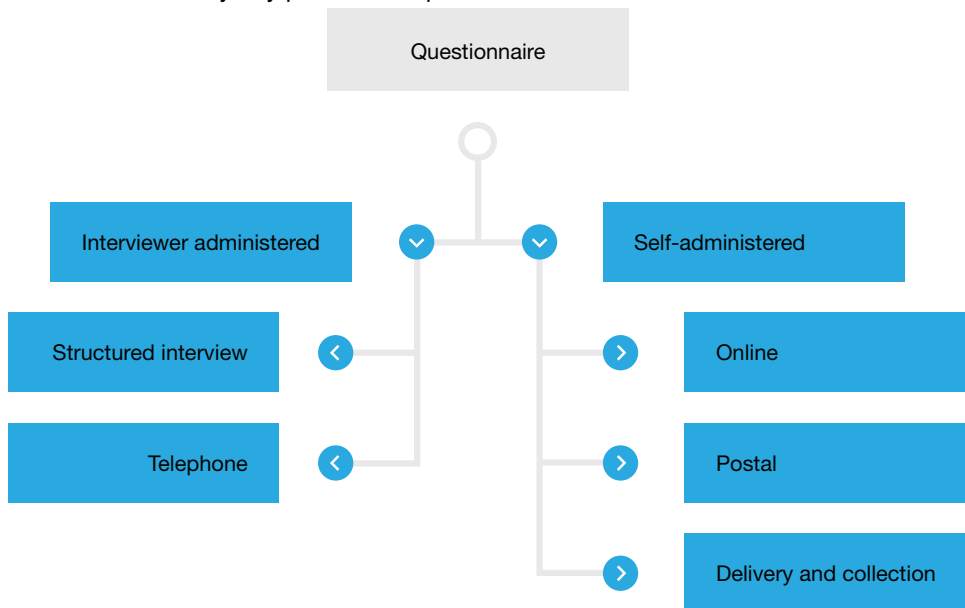 Questionnaire
Interviewer administered
Self-administered
Structured interview
Online
Telephone
Postal
Delivery and collection